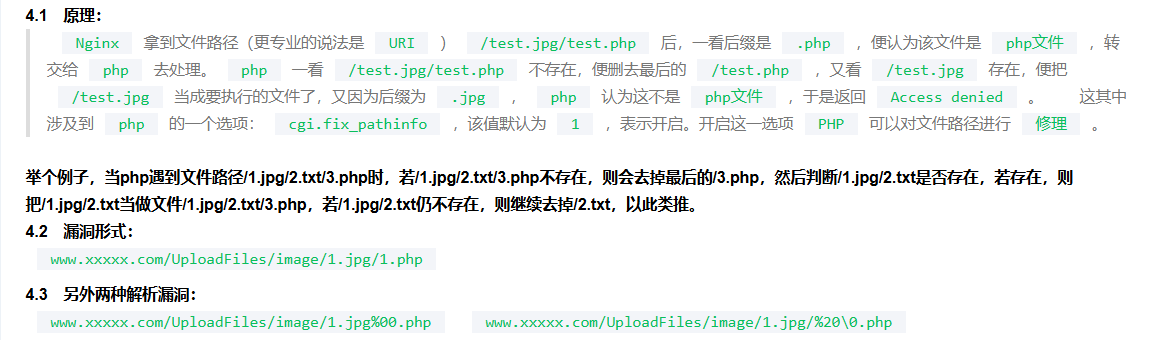 4.1 原理：
Nginx 拿到文件路径（更专业的说法是 URI ） /test.jpg/test.php 后，一看后缀是 .php ，便认为该文件是 php文件 ，转
交给 php 去处理。 php 一看 /test.jpg/test.php 不存在，便删去最后的 /test.php ，又看 /test.jpg 存在，便把
/test.jpg 当成要执行的文件了，又因为后缀为 .jpg ， php 认为这不是 php文件 ，于是返回 Access denied 。 这其中
涉及到 php 的一个选项： cgi.fix_pathinfo ，该值默认为 1 ，表示开启。开启这一选项 PHP 可以对文件路径进行 修理 。
举个例子，当php遇到文件路径/1.jpg/2.txt/3.php时，若/1.jpg/2.txt/3.php不存在，则会去掉最后的/3.php，然后判断/1.jpg/2.txt是否存在，若存在，则
把/1.jpg/2.txt当做文件/1.jpg/2.txt/3.php，若/1.jpg/2.txt仍不存在，则继续去掉/2.txt，以此类推。
4.2 漏洞形式：
www.xxxxx.com/UploadFiles/image/1.jpg/1.php
4.3 另外两种解析漏洞：
www.xxxxx.com/UploadFiles/image/1.jpg%00.php www.xxxxx.com/UploadFiles/image/1.jpg/%20\0.php